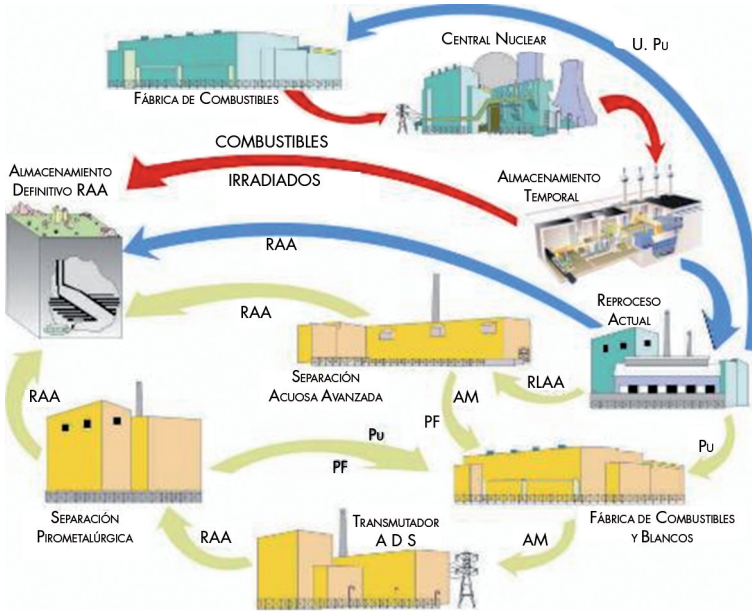 CENTRAL NUCLEAR
U. PU
FÁBRICA DE COMBUSTIBLES
COMBUSTIBLES
IRRADIADOS
ALMACENAMIENTO
DEFINITIVO RAA
ALMACENAMIENTO
TEMPORAL
RAA
REPROCESO
ACTUAL
RAA
SEPARACIÓN
ACUOSA AVANZADA
RLAA
RAA
AM
PF
PU
PF
PU
SEPARACIÓN
PIROMETALÚRGICA
RAA
TRANSMUTADOR
A D S
AM
FÁBRICA DE COMBUSTIBLES
Y BLANCOS